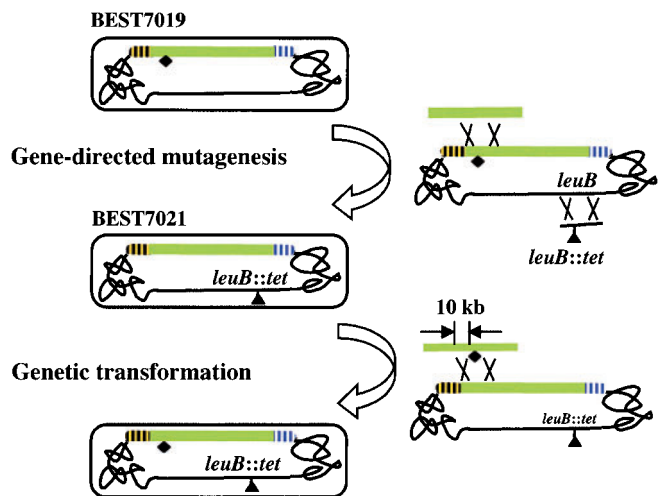 BEST7019
Gene-directed mutagenesis
leuB
leuB::tet
BEST7021
leuB::tet
10 kb
Genetic transformation
leuB::tet
leuB::tet